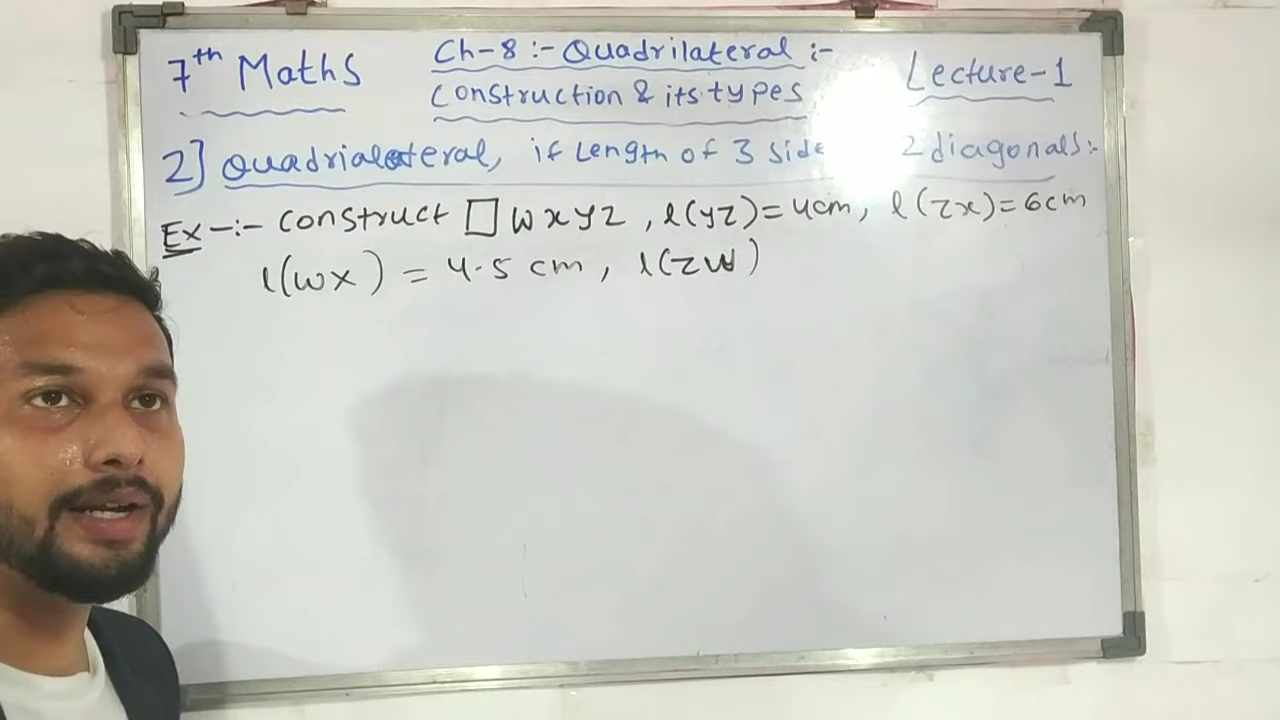 7th Maths
Ch-8 :- Quadrilateral :-
Construction & its types
Lecture-1
2] Quadrialateral, if Length of 3 side 2 diagonals:-
Ex -:- Construct □ WXYZ, l(YZ)=4cm, l(ZX)=6cm
l(WX) = 4.5 cm, l(ZW)